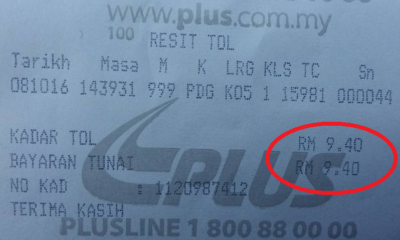 www.plus.com.my
100 RESIT TOL
Tarikh Masa M K LRG KLS TC Sn
081016 143931 999 PDG K05 1 15981 000044
KADAR TOL RM 9.40
BAYARAN TUNAI RM 9.40
NO KAD : 1120987412
PLUS
TERIMA KASIH
PLUSLINE 1 800 88 00 00